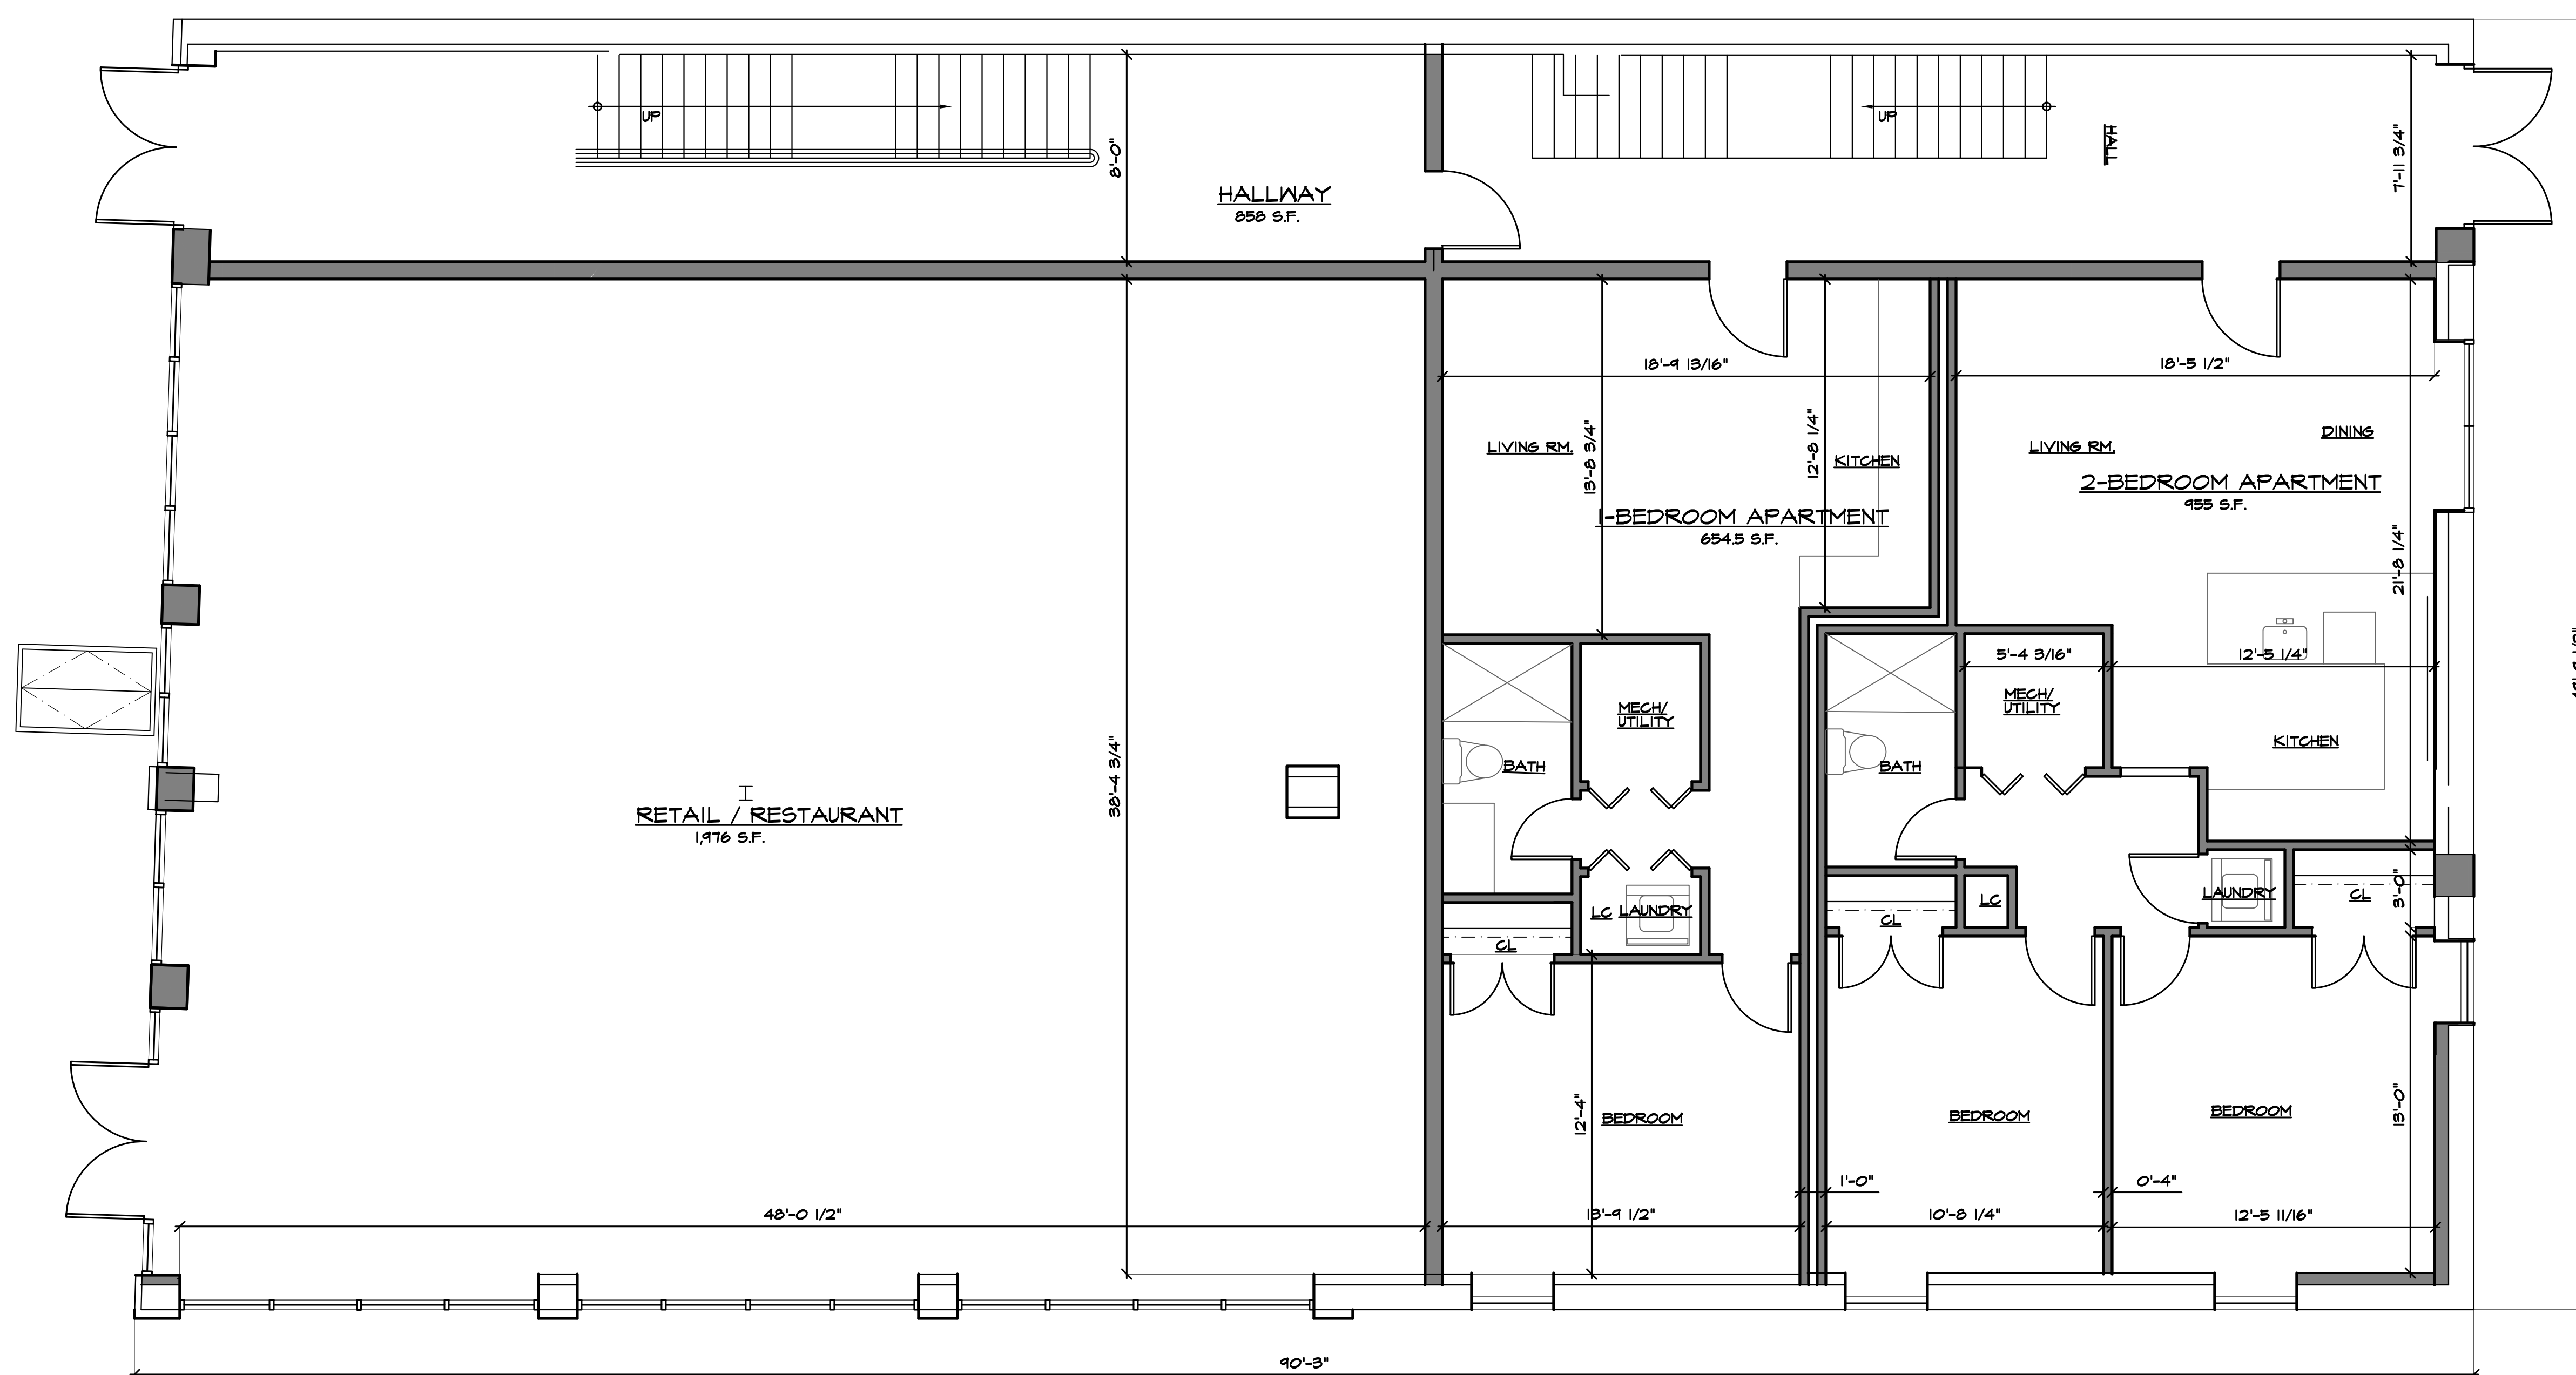 UP
UP
HALL
8'-0"
7'-11 3/4"
HALLWAY
858 S.F.
18'-9 13/16"
18'-5 1/2"
LIVING RM.
13'-8 3/4"
12'-8 1/4"
KITCHEN
LIVING RM.
DINING
2-BEDROOM APARTMENT
955 S.F.
1-BEDROOM APARTMENT
654.5 S.F.
21'-8 1/4"
5'-4 3/16"
12'-5 1/4"
MECH/
UTILITY
MECH/
UTILITY
KITCHEN
BATH
BATH
38'-4 3/4"
RETAIL / RESTAURANT
1,976 S.F.
LC
LAUNDRY
CL
CL
LC
LAUNDRY
CL
3'-0"
12'-4"
BEDROOM
BEDROOM
BEDROOM
13'-0"
1'-0"
0'-4"
48'-0 1/2"
13'-9 1/2"
10'-8 1/4"
12'-5 11/16"
90'-3"